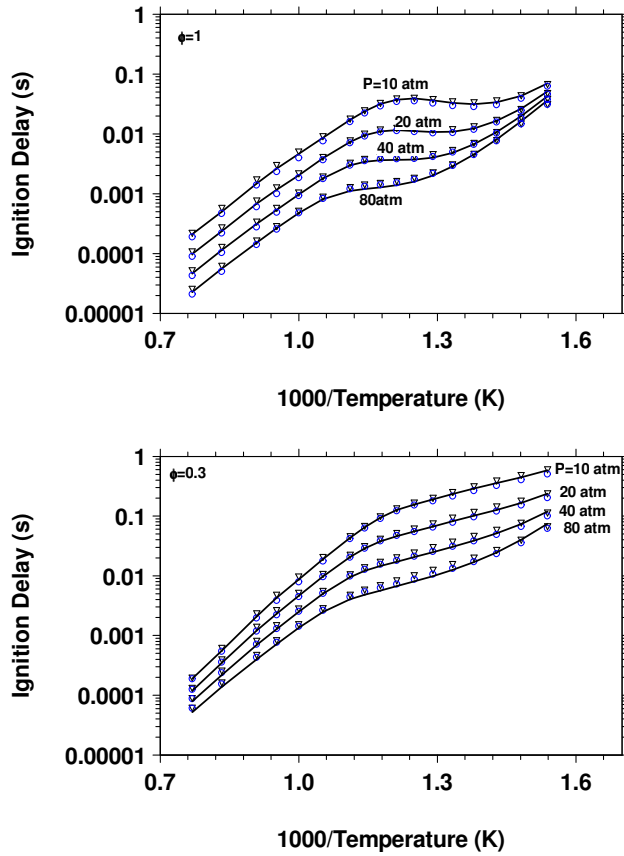 ϕ=1
Ignition Delay (s)
1
0.1
0.01
0.001
0.0001
0.00001
P=10 atm
20 atm
40 atm
80atm
0.7 1.0 1.3 1.6
1000/Temperature (K)
ϕ=0.3
Ignition Delay (s)
1
0.1
0.01
0.001
0.0001
0.00001
P=10 atm
20 atm
40 atm
80 atm
0.7 1.0 1.3 1.6
1000/Temperature (K)